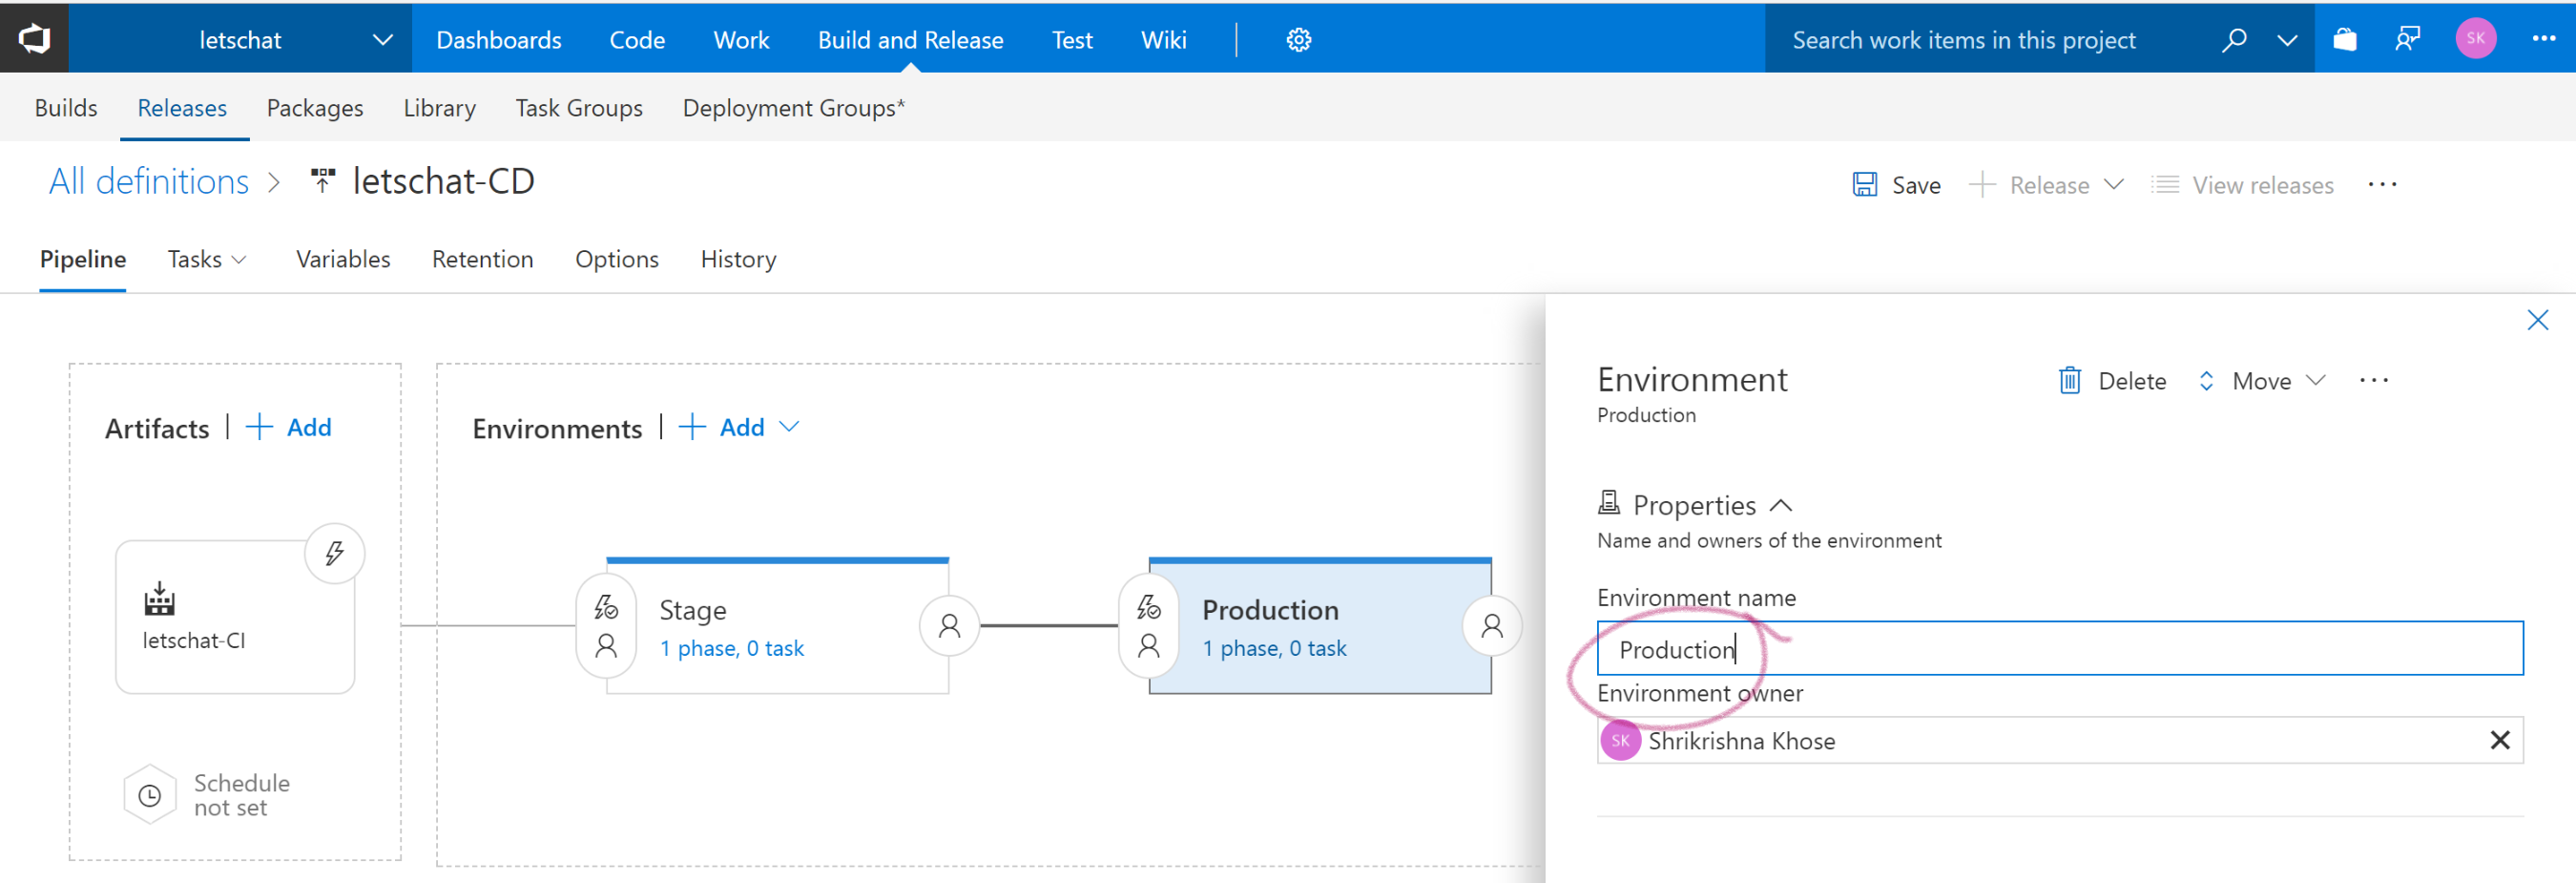 letschat Dashboards Code Work Build and Release Test Wiki Search work items in this project SK
Builds Releases Packages Library Task Groups Deployment Groups*
All definitions > letschat-CD Save Release View releases ...
Pipeline Tasks Variables Retention Options History
Environment Delete Move ...
Production
Artifacts | + Add Environments | + Add
Properties
Name and owners of the environment
Environment name
Production
Environment owner
SK Shrikrishna Khose
Stage
1 phase, 0 task
Production
1 phase, 0 task
letschat-CI
Schedule
not set